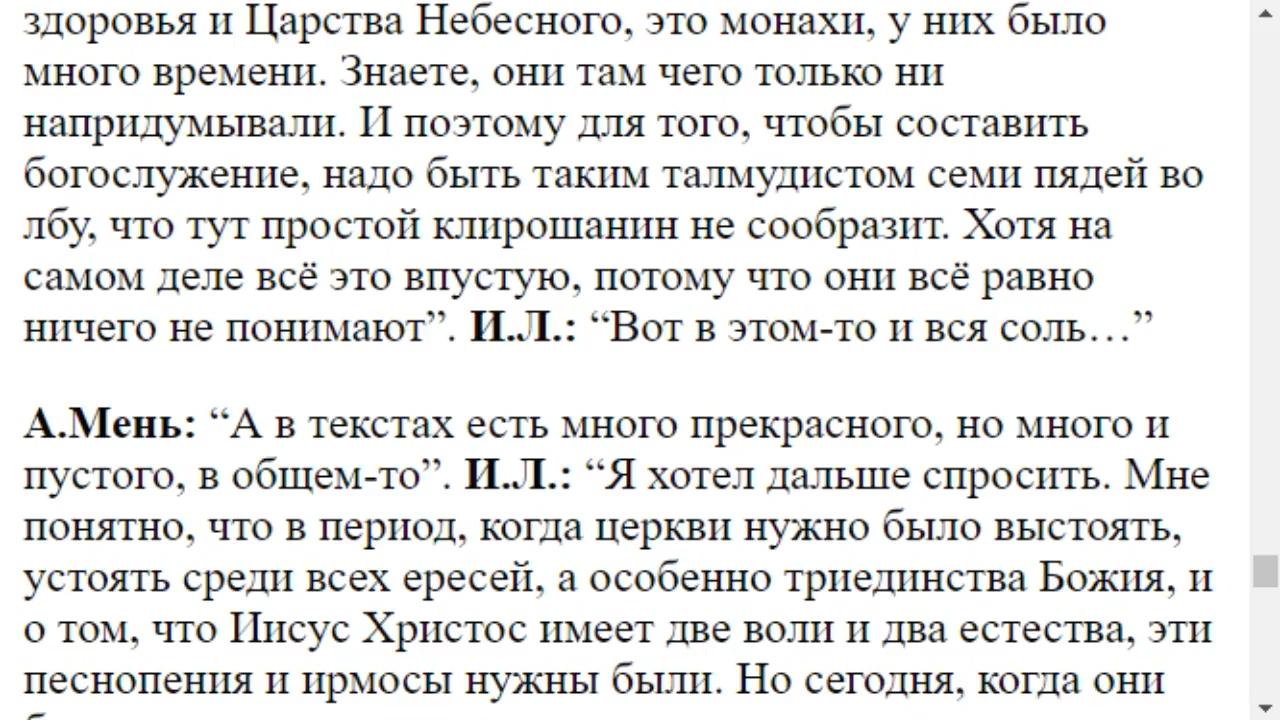 здоровья и Царства Небесного, это монахи, у них было
много времени. Знаете, они там чего только ни
напридумывали. И поэтому для того, чтобы составить
богослужение, надо быть таким талмудистом семи пядей во
лбу, что тут простой клирошанин не сообразит. Хотя на
самом деле всё это впустую, потому что они всё равно
ничего не понимают”. И.Л.: “Вот в этом-то и вся соль…”
А.Мень: “А в текстах есть много прекрасного, но много и
пустого, в общем-то”. И.Л.: “Я хотел дальше спросить. Мне
понятно, что в период, когда церкви нужно было выстоять,
устоять среди всех ересей, а особенно триединства Божия, и
о том, что Иисус Христос имеет две воли и два естества, эти
песнопения и ирмосы нужны были. Но сегодня, когда они